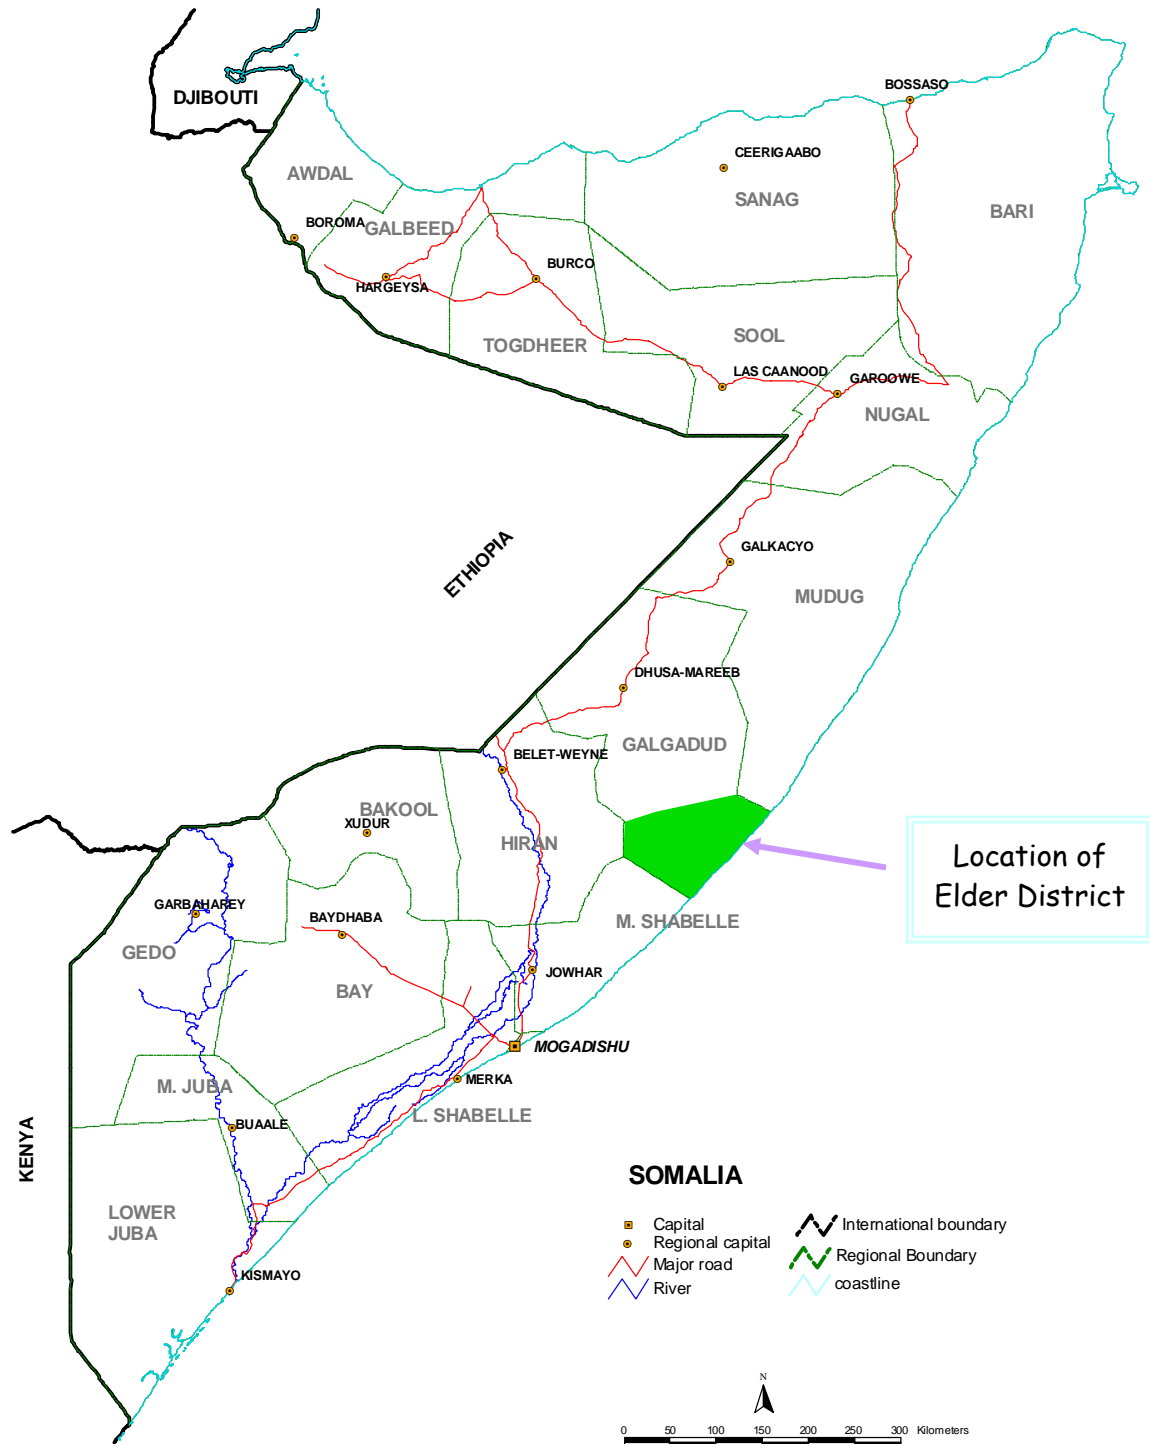 BOSSASO
DJIBOUTI
CEERIGAABO
AWDAL
SANAG
BARI
BOROMA
GALBEED
BURCO
HARGEYSA
SOOL
TOGDHEER
LAS CAANOOD
GAROOWE
NUGAL
ETHIOPIA
GALKACYO
MUDUG
DHUSA-MAREEB
GALGADUD
BELET-WEYNE
BAKOOL
XUDUR
HIRAN
Location of
Elder District
GARBAHAREY
BAYDHABA
M. SHABELLE
GEDO
JOWHAR
BAY
MOGADISHU
MERKA
M. JUBA
L. SHABELLE
BUAALE
KENYA
LOWER
JUBA
KISMAYO
SOMALIA
Capital
Regional capital
Major road
River
International boundary
Regional Boundary
coastline
N
0 50 100 150 200 250 300 Kilometers